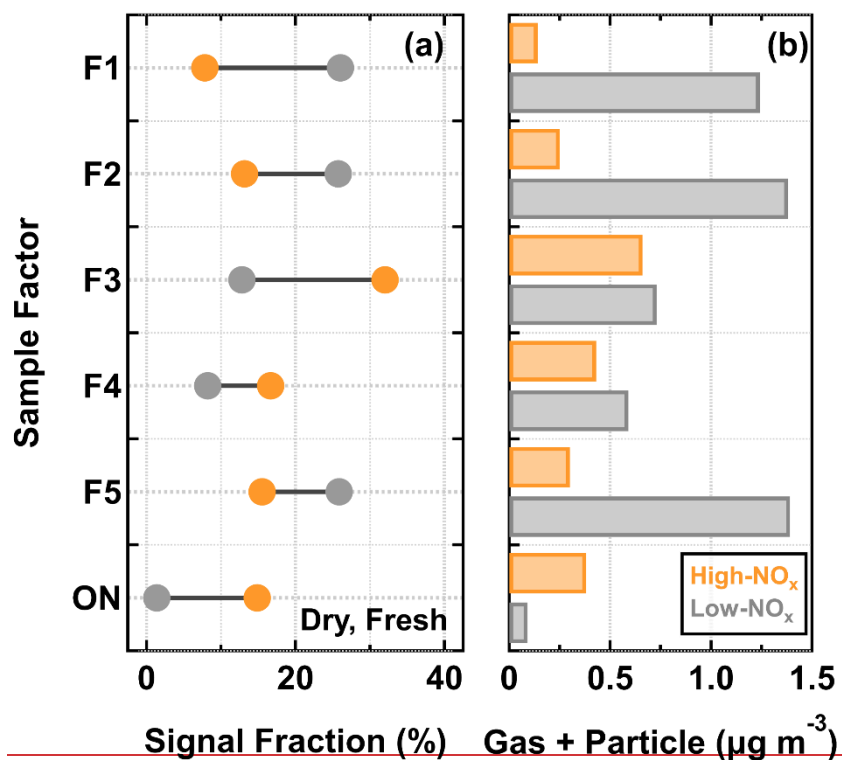 (a)
(b)
Sample Factor
F1
F2
F3
F4
F5
ON
Dry, Fresh
High-NOₓ
Low-NOₓ
0 20 40
0 0.5 1.0 1.5
Signal Fraction (%)
Gas + Particle (µg m⁻³)